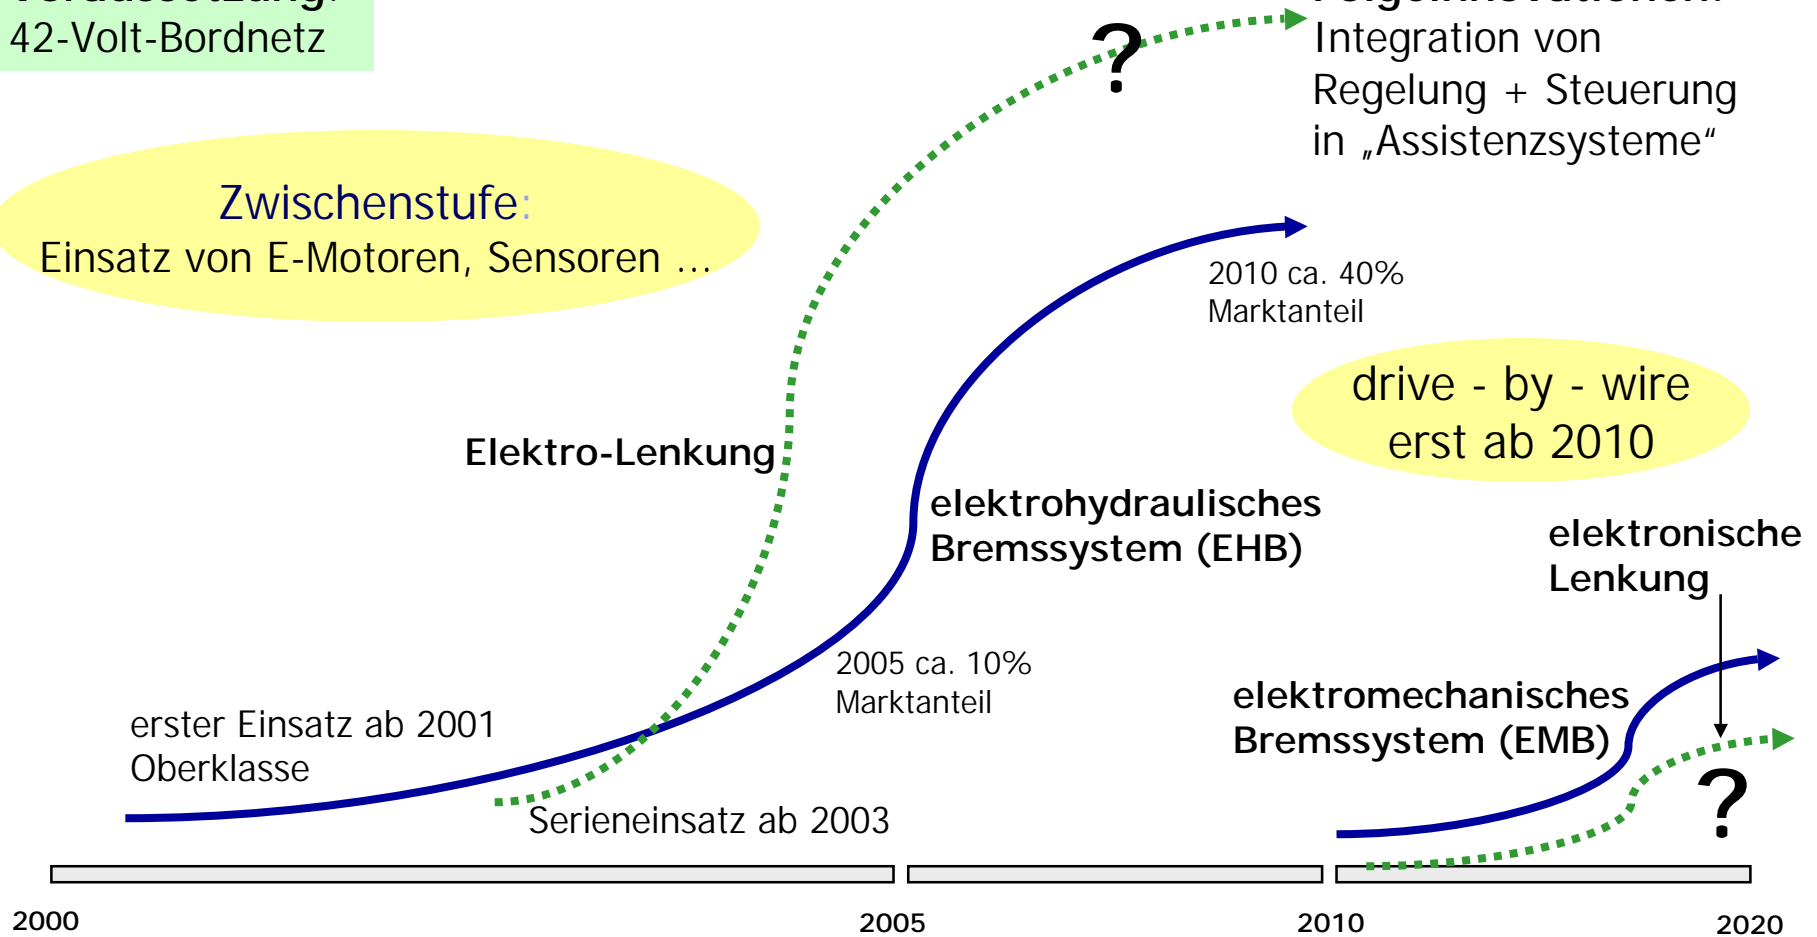 42-Volt-Bordnetz
Integration von
Regelung + Steuerung
in „Assistenzsysteme“
?
Zwischenstufe:
Einsatz von E-Motoren, Sensoren ...
2010 ca. 40%
Marktanteil
drive - by - wire
erst ab 2010
Elektro-Lenkung
elektrohydraulisches
Bremssystem (EHB)
elektronische
Lenkung
2005 ca. 10%
Marktanteil
elektromechanisches
Bremssystem (EMB)
erster Einsatz ab 2001
Oberklasse
?
Serieneinsatz ab 2003
2000
2005
2010
2020